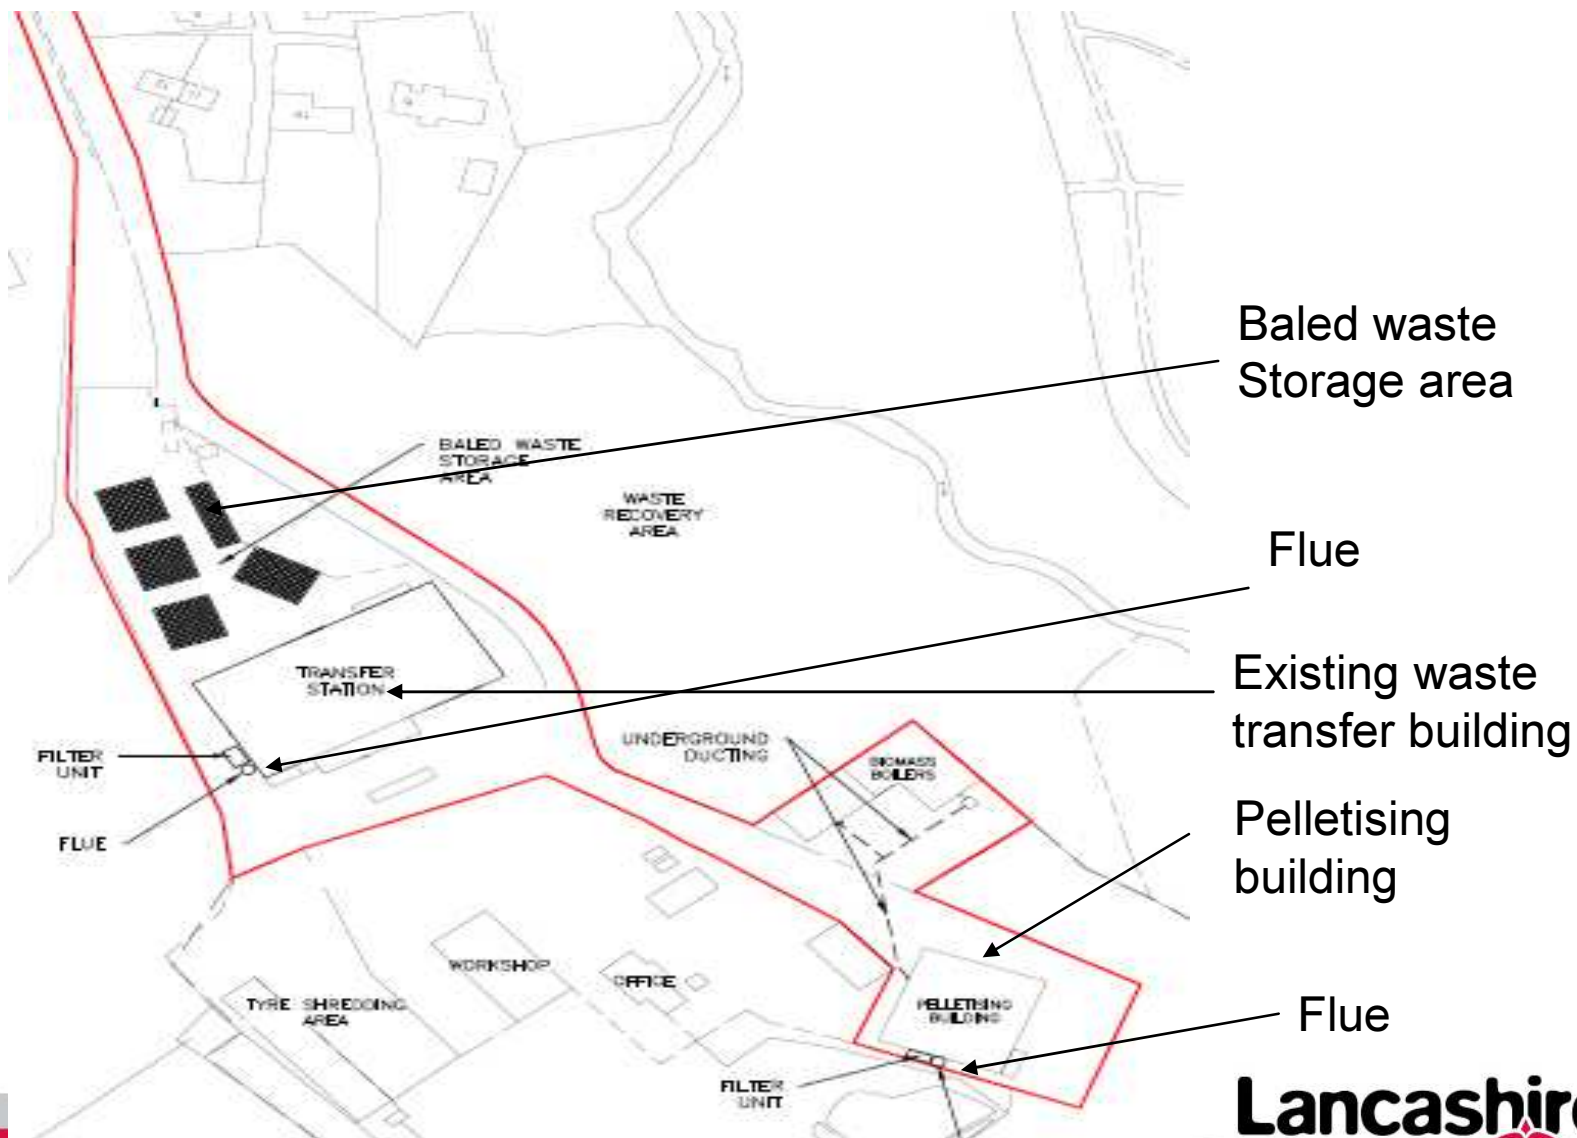 Baled waste
Storage area
BALED WASTE
STORAGE
AREA
WASTE
RECOVERY
AREA
Flue
TRANSFER
STATION
Existing waste
transfer building
FILTER
UNIT
FLUE
UNDERGROUND
DUCTING
BIOMASS
BOILERS
Pelletising
building
WORKSHOP
OFFICE
TYRE SHREDDING
AREA
PELLETISING
BUILDING
Flue
FILTER
UNIT
Lancashire